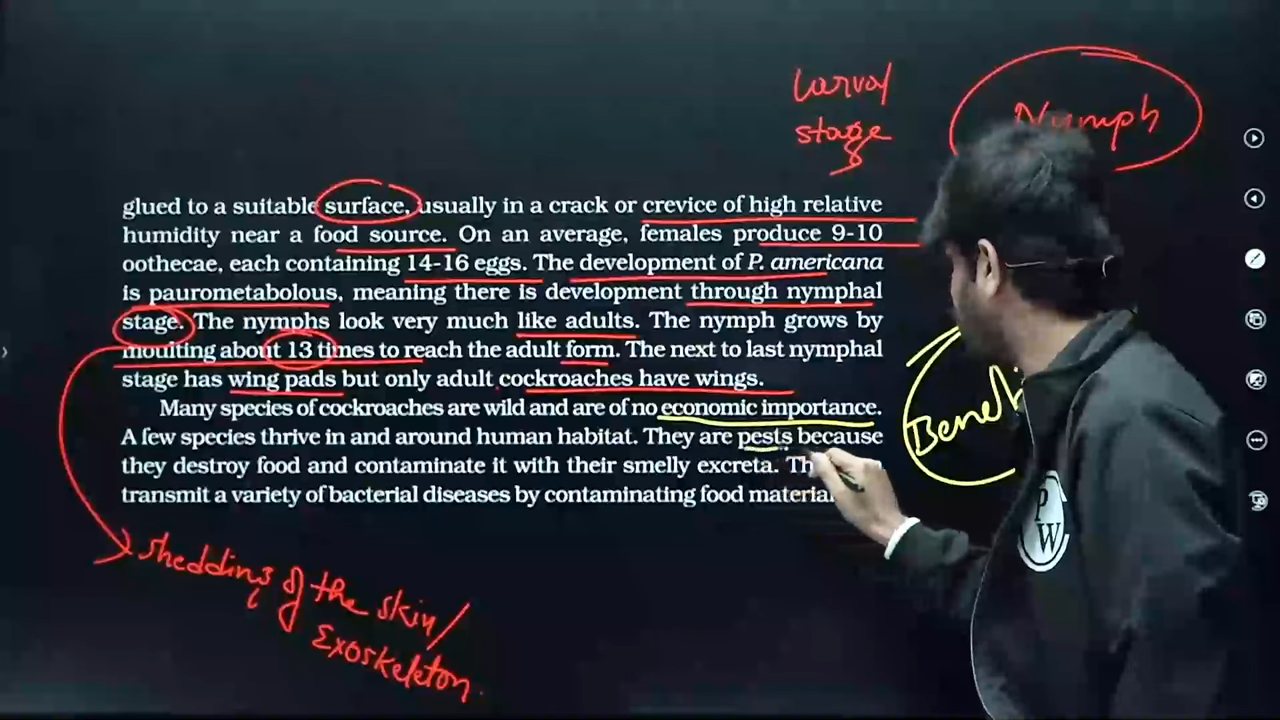 larval
stage
Nymph
glued to a suitable surface, usually in a crack or crevice of high relative
humidity near a food source. On an average, females produce 9-10
oothecae, each containing 14-16 eggs. The development of P. americana
is paurometabolous, meaning there is development through nymphal
stage. The nymphs look very much like adults. The nymph grows by
moulting about 13 times to reach the adult form. The next to last nymphal
stage has wing pads but only adult cockroaches have wings.
Many species of cockroaches are wild and are of no economic importance.
A few species thrive in and around human habitat. They are pests because
they destroy food and contaminate it with their smelly excreta.
transmit a variety of bacterial diseases by contaminating food material.
shedding of the skin/
Exoskeleton.
PW